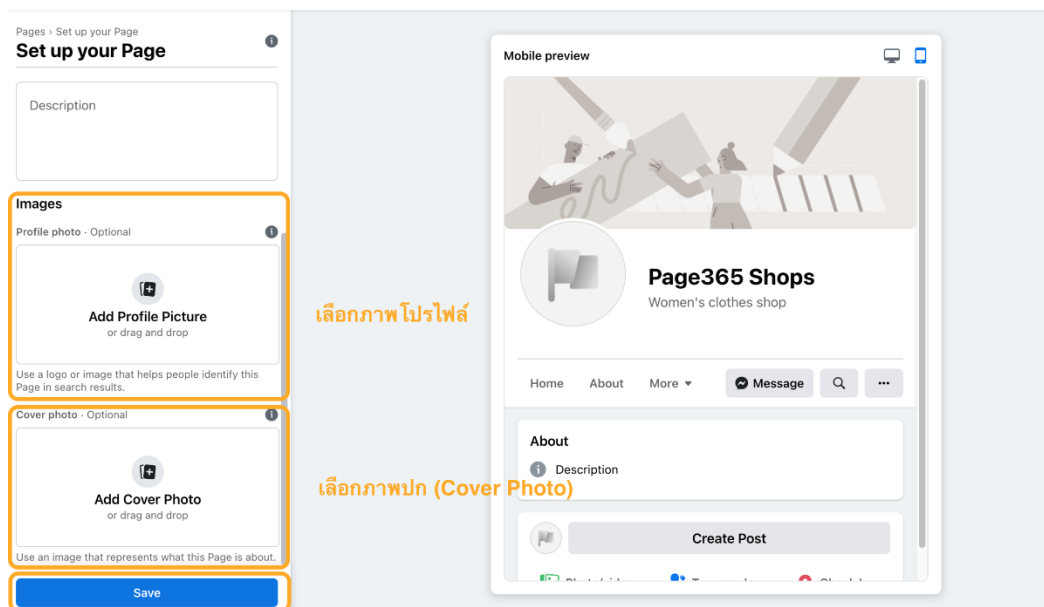 Pages › Set up your Page
Set up your Page
Description
Images
Profile photo · Optional
Add Profile Picture
or drag and drop
Use a logo or image that helps people identify this
Page in search results.
Cover photo · Optional
Add Cover Photo
or drag and drop
Use an image that represents what this Page is about.
Save
เลือกภาพโปรไฟล์
เลือกภาพปก (Cover Photo)
Mobile preview
Page365 Shops
Women's clothes shop
Home About More Message
About
Description
Create Post